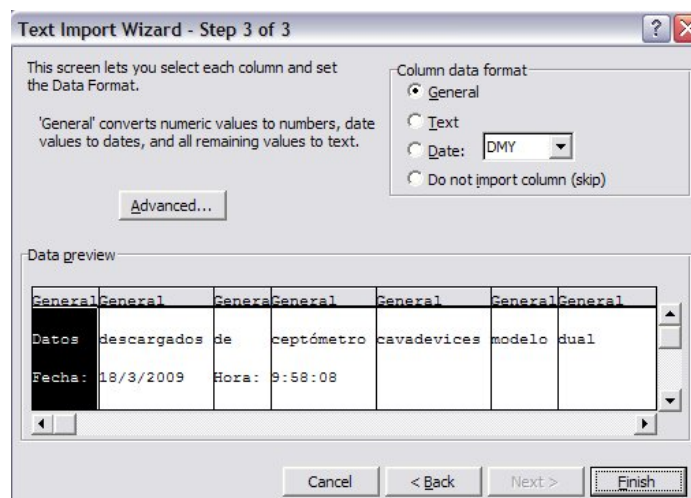 Text Import Wizard - Step 3 of 3
This screen lets you select each column and set
the Data Format.
'General' converts numeric values to numbers, date
values to dates, and all remaining values to text.
Advanced...
Column data format
General
Text
Date: DMY
Do not import column (skip)
Data preview
General General Genera General General General General
Datos descargados de ceptómetro cavadevices modelo dual
Fecha: 18/3/2009 Hora: 9:58:08
Cancel < Back Next > Finish